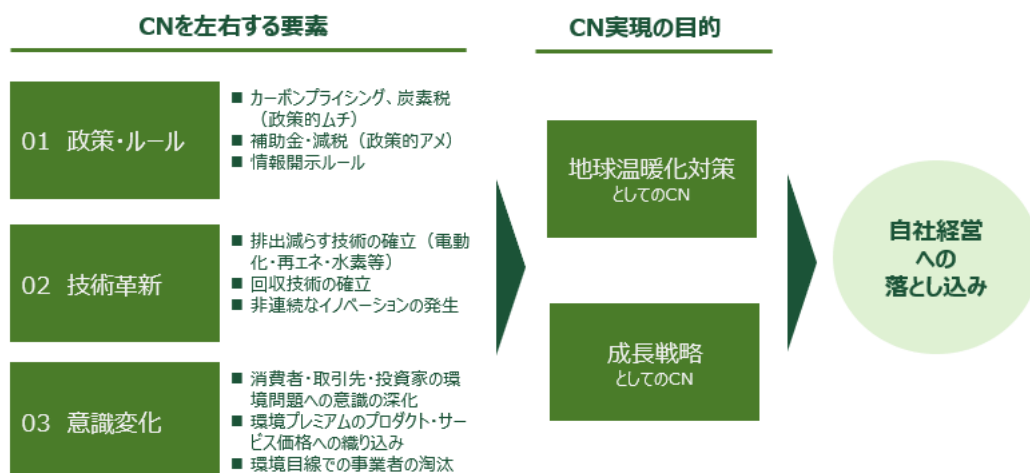 CNを左右する要素
01 政策・ルール
■ カーボンプライシング、炭素税
（政策的ムチ）
■ 補助金・減税（政策的アメ）
■ 情報開示ルール
02 技術革新
■ 排出減らす技術の確立（電動
化・再エネ・水素等）
■ 回収技術の確立
■ 非連続なイノベーションの発生
03 意識変化
■ 消費者・取引先・投資家の環
境問題への意識の深化
■ 環境プレミアムのプロダクト・サー
ビス価格への織り込み
■ 環境目線での事業者の淘汰
CN実現の目的
地球温暖化対策
としてのCN
成長戦略
としてのCN
自社経営
への
落とし込み